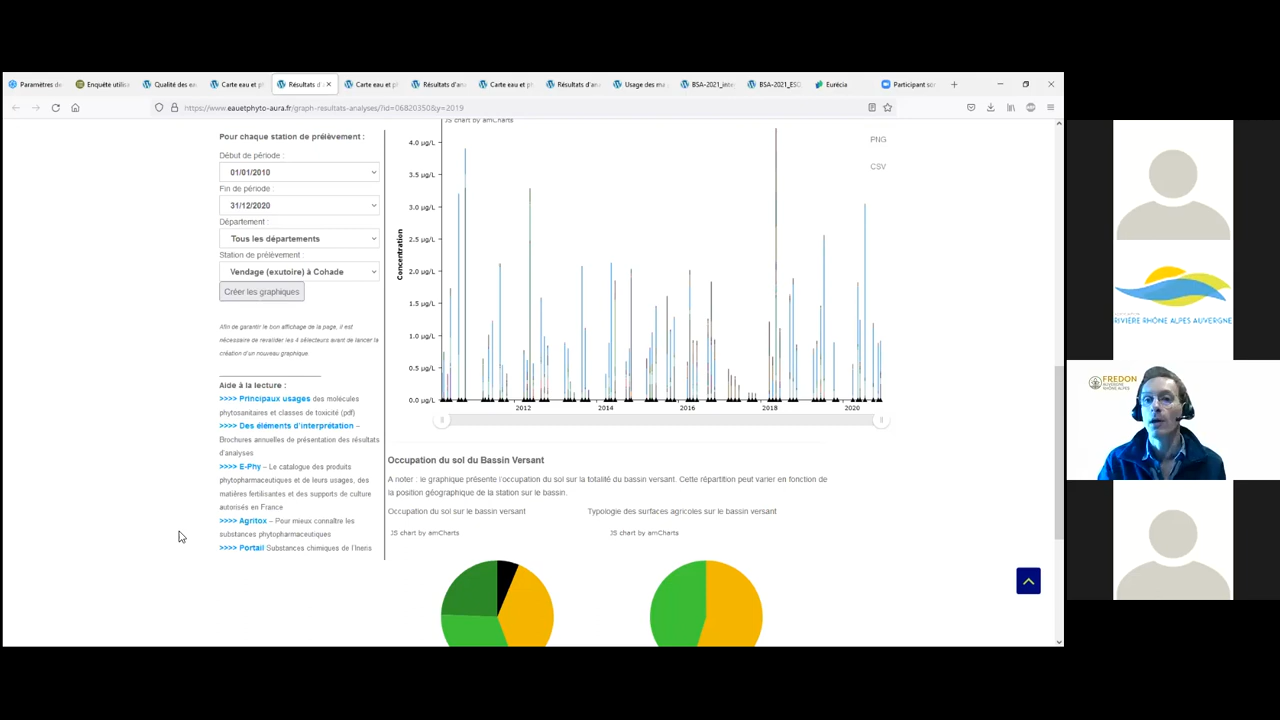 Paramètres de
Enquête utilis
Qualité des ea
Carte eau et p
Résultats d'
Carte eau et p
Résultats d'an
Carte eau et p
Résultats d'an
Usage des mo
BSA-2021_inte
BSA-2021_ESO
Eurécia
Participant sor
https://www.eauetphyto-aura.fr/graph-resultats-analyses/?id=06820350&y=2019
Pour chaque station de prélèvement :
Début de période :
01/01/2010
Fin de période :
31/12/2020
Département :
Tous les départements
Station de prélèvement :
Vendage (exutoire) à Cohade
Créer les graphiques
Afin de garantir le bon affichage de la page, il est
nécessaire de revalider les 4 sélecteurs avant de lancer la
création d'un nouveau graphique.
Aide à la lecture :
>>>> Principaux usages des molécules
phytosanitaires et classes de toxicité (pdf)
>>>> Des éléments d'interprétation –
Brochures annuelles de présentation des résultats
d'analyses
>>>> E-Phy – Le catalogue des produits
phytopharmaceutiques et de leurs usages, des
matières fertilisantes et des supports de culture
autorisés en France
>>>> Agritox – Pour mieux connaître les
substances phytopharmaceutiques
>>>> Portail Substances chimiques de l'Ineris
JS chart by amCharts
PNG
CSV
Concentration
4.0 µg/L
3.5 µg/L
3.0 µg/L
2.5 µg/L
2.0 µg/L
1.5 µg/L
1.0 µg/L
0.5 µg/L
0.0 µg/L
2012
2014
2016
2018
2020
Occupation du sol du Bassin Versant
A noter : le graphique présente l'occupation du sol sur la totalité du bassin versant. Cette répartition peut varier en fonction de
la position géographique de la station sur le bassin.
Occupation du sol sur le bassin versant
Typologie des surfaces agricoles sur le bassin versant
JS chart by amCharts
JS chart by amCharts
RIVIERE RHÔNE ALPES AUVERGNE
FREDON
AUVERGNE
RHÔNE ALPES